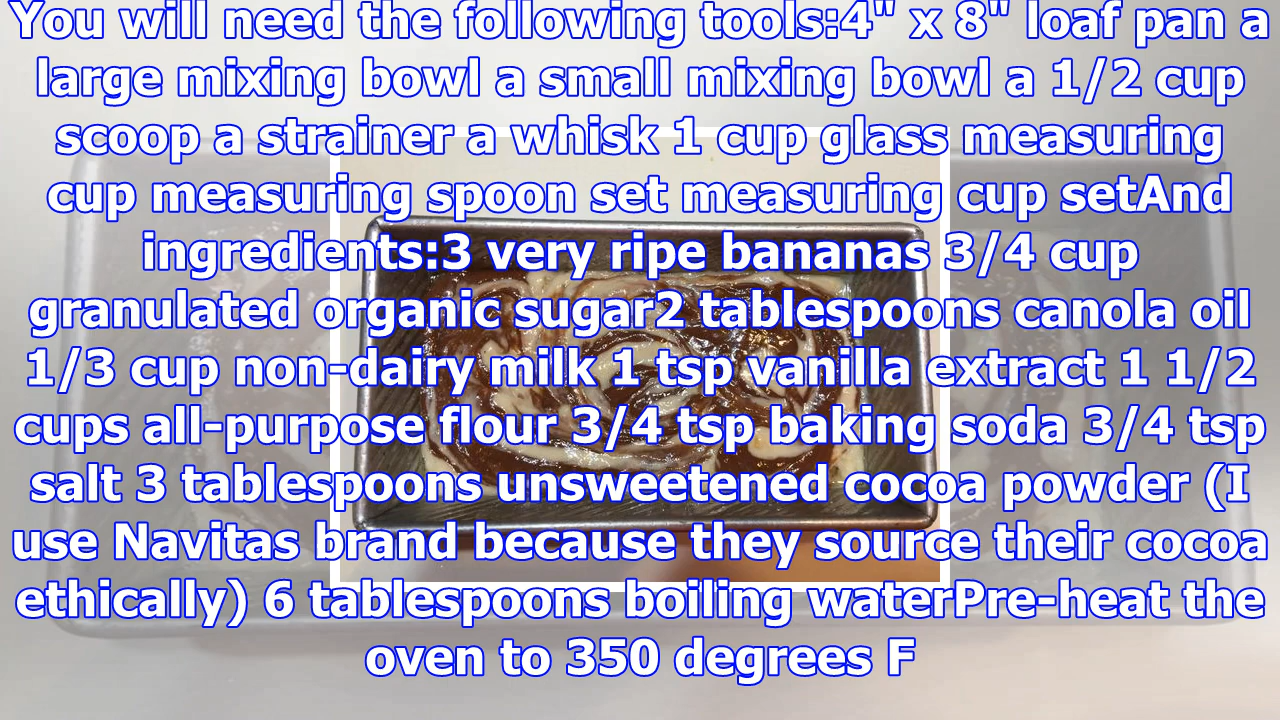 You will need the following tools:4" x 8" loaf pan a
large mixing bowl a small mixing bowl a 1/2 cup
scoop a strainer a whisk 1 cup glass measuring
cup measuring spoon set measuring cup setAnd
ingredients:3 very ripe bananas 3/4 cup
granulated organic sugar2 tablespoons canola oil
1/3 cup non-dairy milk 1 tsp vanilla extract 1 1/2
cups all-purpose flour 3/4 tsp baking soda 3/4 tsp
salt 3 tablespoons unsweetened cocoa powder (I
use Navitas brand because they source their cocoa
ethically) 6 tablespoons boiling waterPre-heat the
oven to 350 degrees F